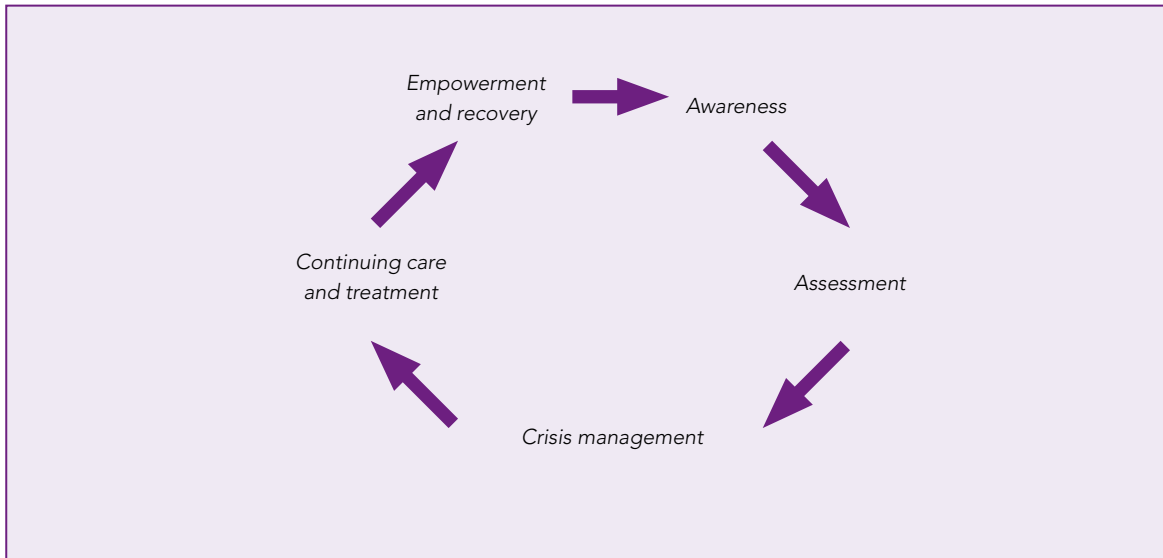 Empowerment
and recovery
Awareness
Assessment
Crisis management
Continuing care
and treatment